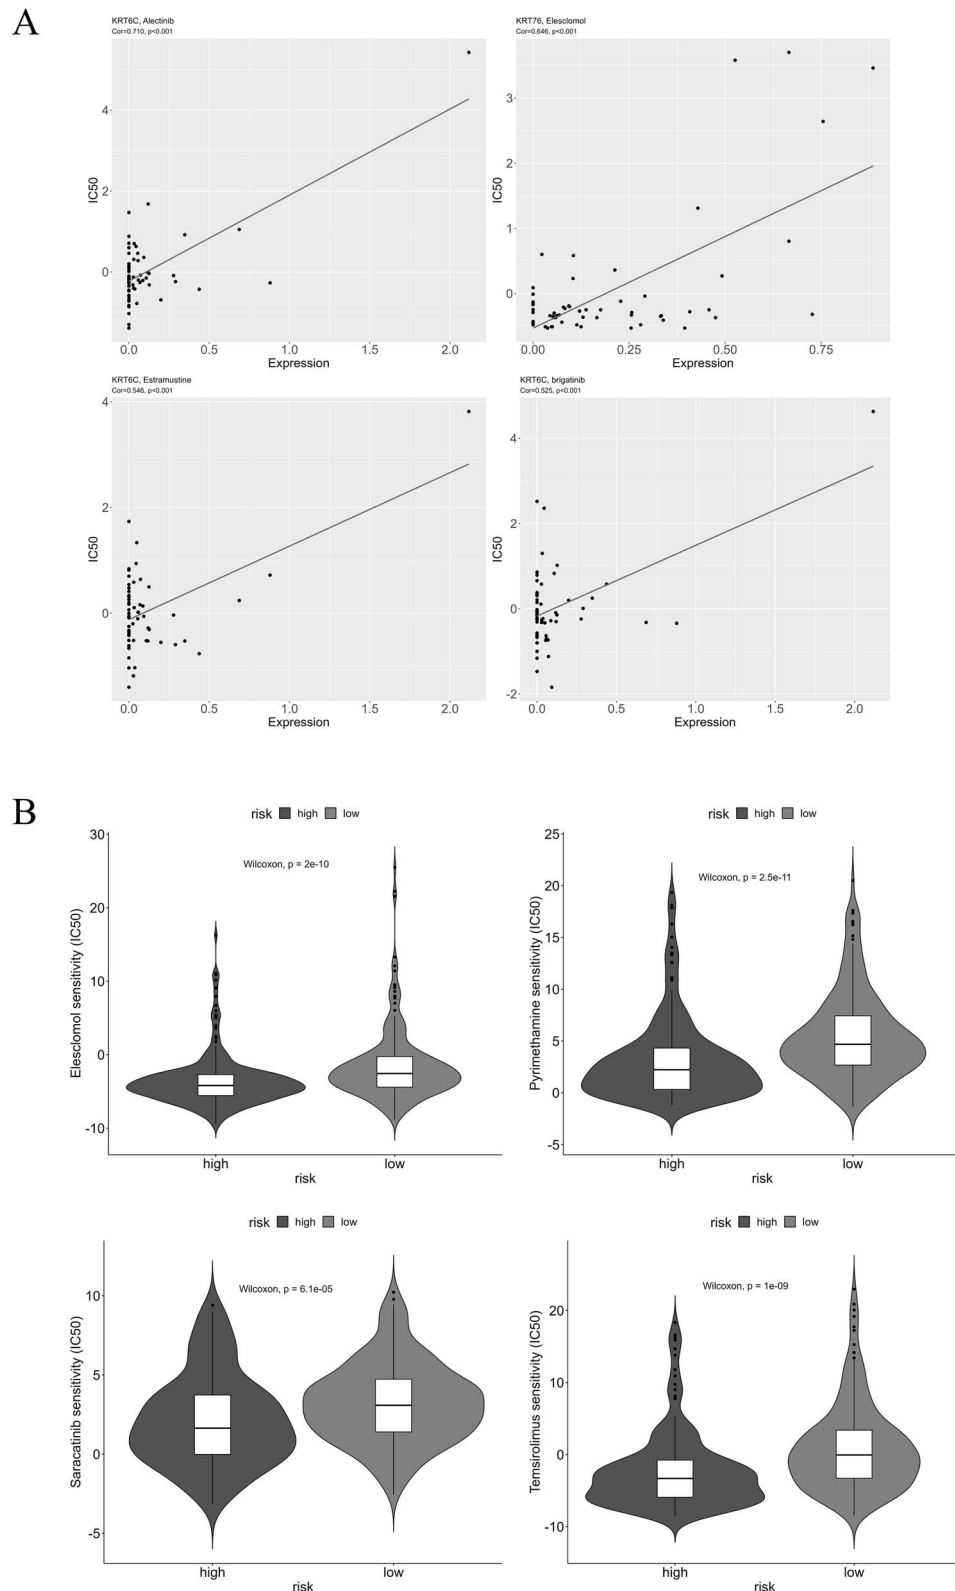 A
KRT6C, Alectinib
Cor=0.710, p<0.001
IC50
4
2
0
0.0 0.5 1.0 1.5 2.0
Expression
KRT76, Elesclomol
Cor=0.646, p<0.001
IC50
3
2
1
0
0.00 0.25 0.50 0.75
Expression
KRT6C, Estramustine
Cor=0.546, p<0.001
IC50
4
2
0
0.0 0.5 1.0 1.5 2.0
Expression
KRT6C, brigatinib
Cor=0.525, p<0.001
IC50
4
2
0
-2
0.0 0.5 1.0 1.5 2.0
Expression
B
risk high low
Wilcoxon, p = 2e-10
Elesclomol sensitivity (IC50)
30
20
10
0
-10
high low
risk
risk high low
Wilcoxon, p = 2.5e-11
Pyrimethamine sensitivity (IC50)
25
20
15
10
5
0
-5
high low
risk
risk high low
Wilcoxon, p = 6.1e-05
Saracatinib sensitivity (IC50)
10
5
0
-5
high low
risk
risk high low
Wilcoxon, p = 1e-09
Temsirolimus sensitivity (IC50)
20
10
0
-10
high low
risk